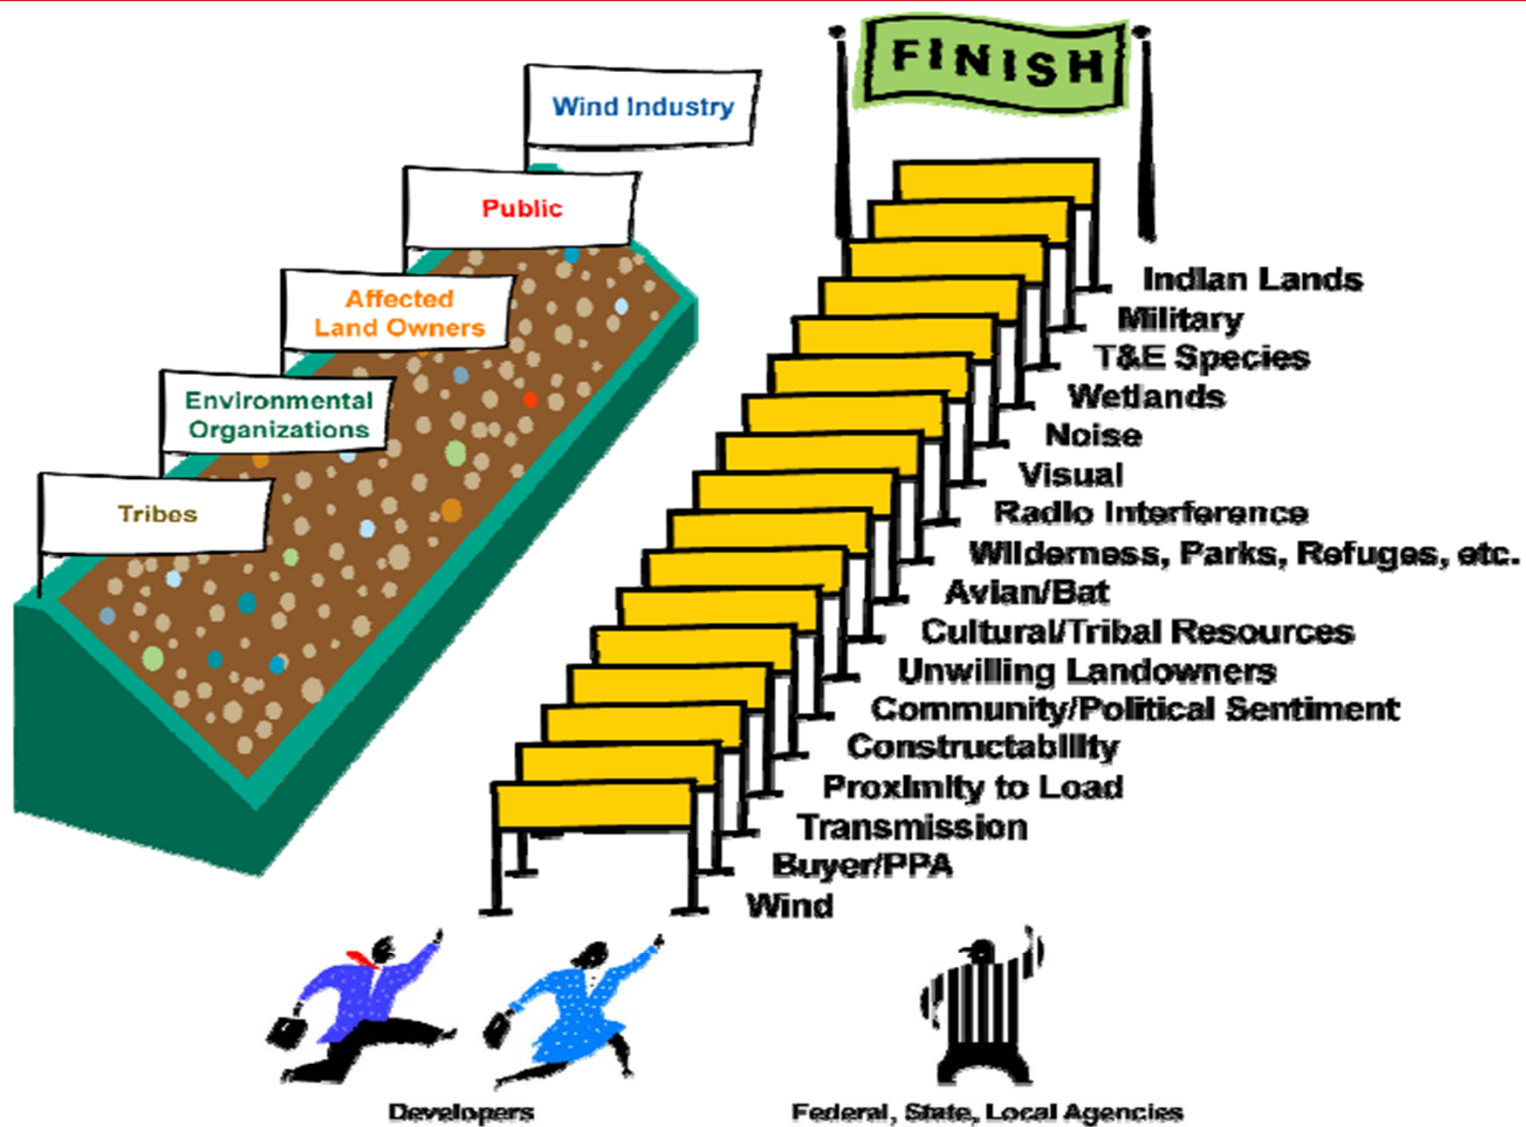 FINISH
Wind Industry
Public
Affected
Land Owners
Environmental
Organizations
Tribes
Indian Lands
Military
T&E Species
Wetlands
Noise
Visual
Radio Interference
Wilderness, Parks, Refuges, etc.
Avian/Bat
Cultural/Tribal Resources
Unwilling Landowners
Community/Political Sentiment
Constructability
Proximity to Load
Transmission
Buyer/PPA
Wind
Developers
Federal, State, Local Agencies